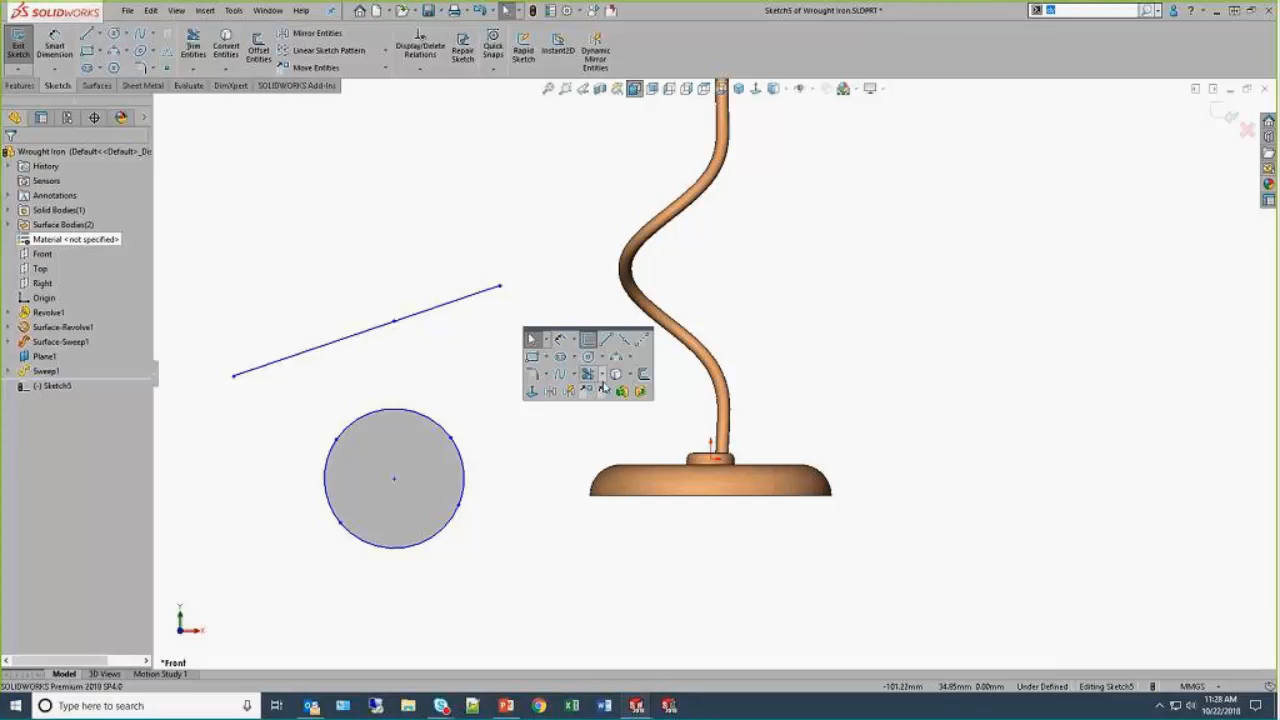 SOLIDWORKS
File Edit View Insert Tools Window Help
Sketch5 of Wrought Iron.SLDPRT *
Exit Sketch
Smart Dimension
Trim Entities
Convert Entities
Offset Entities
Mirror Entities
Linear Sketch Pattern
Move Entities
Display/Delete Relations
Repair Sketch
Quick Snaps
Rapid Sketch
Instant2D
Dynamic Mirror Entities
Features Sketch Surfaces Sheet Metal Evaluate DimXpert SOLIDWORKS Add-Ins
Wrought Iron (Default<<Default>_Dis
History
Sensors
Annotations
Solid Bodies(1)
Surface Bodies(2)
Material <not specified>
Front
Top
Right
Origin
Revolve1
Surface-Revolve1
Surface-Sweep1
Plane1
Sweep1
(-) Sketch5
Y
X
*Front
Model 3D Views Motion Study 1
SOLIDWORKS Premium 2018 SP4.0
-101.22mm 34.85mm 0.00mm Under Defined Editing Sketch5 MMGS
Type here to search
11:28 AM
10/22/2018